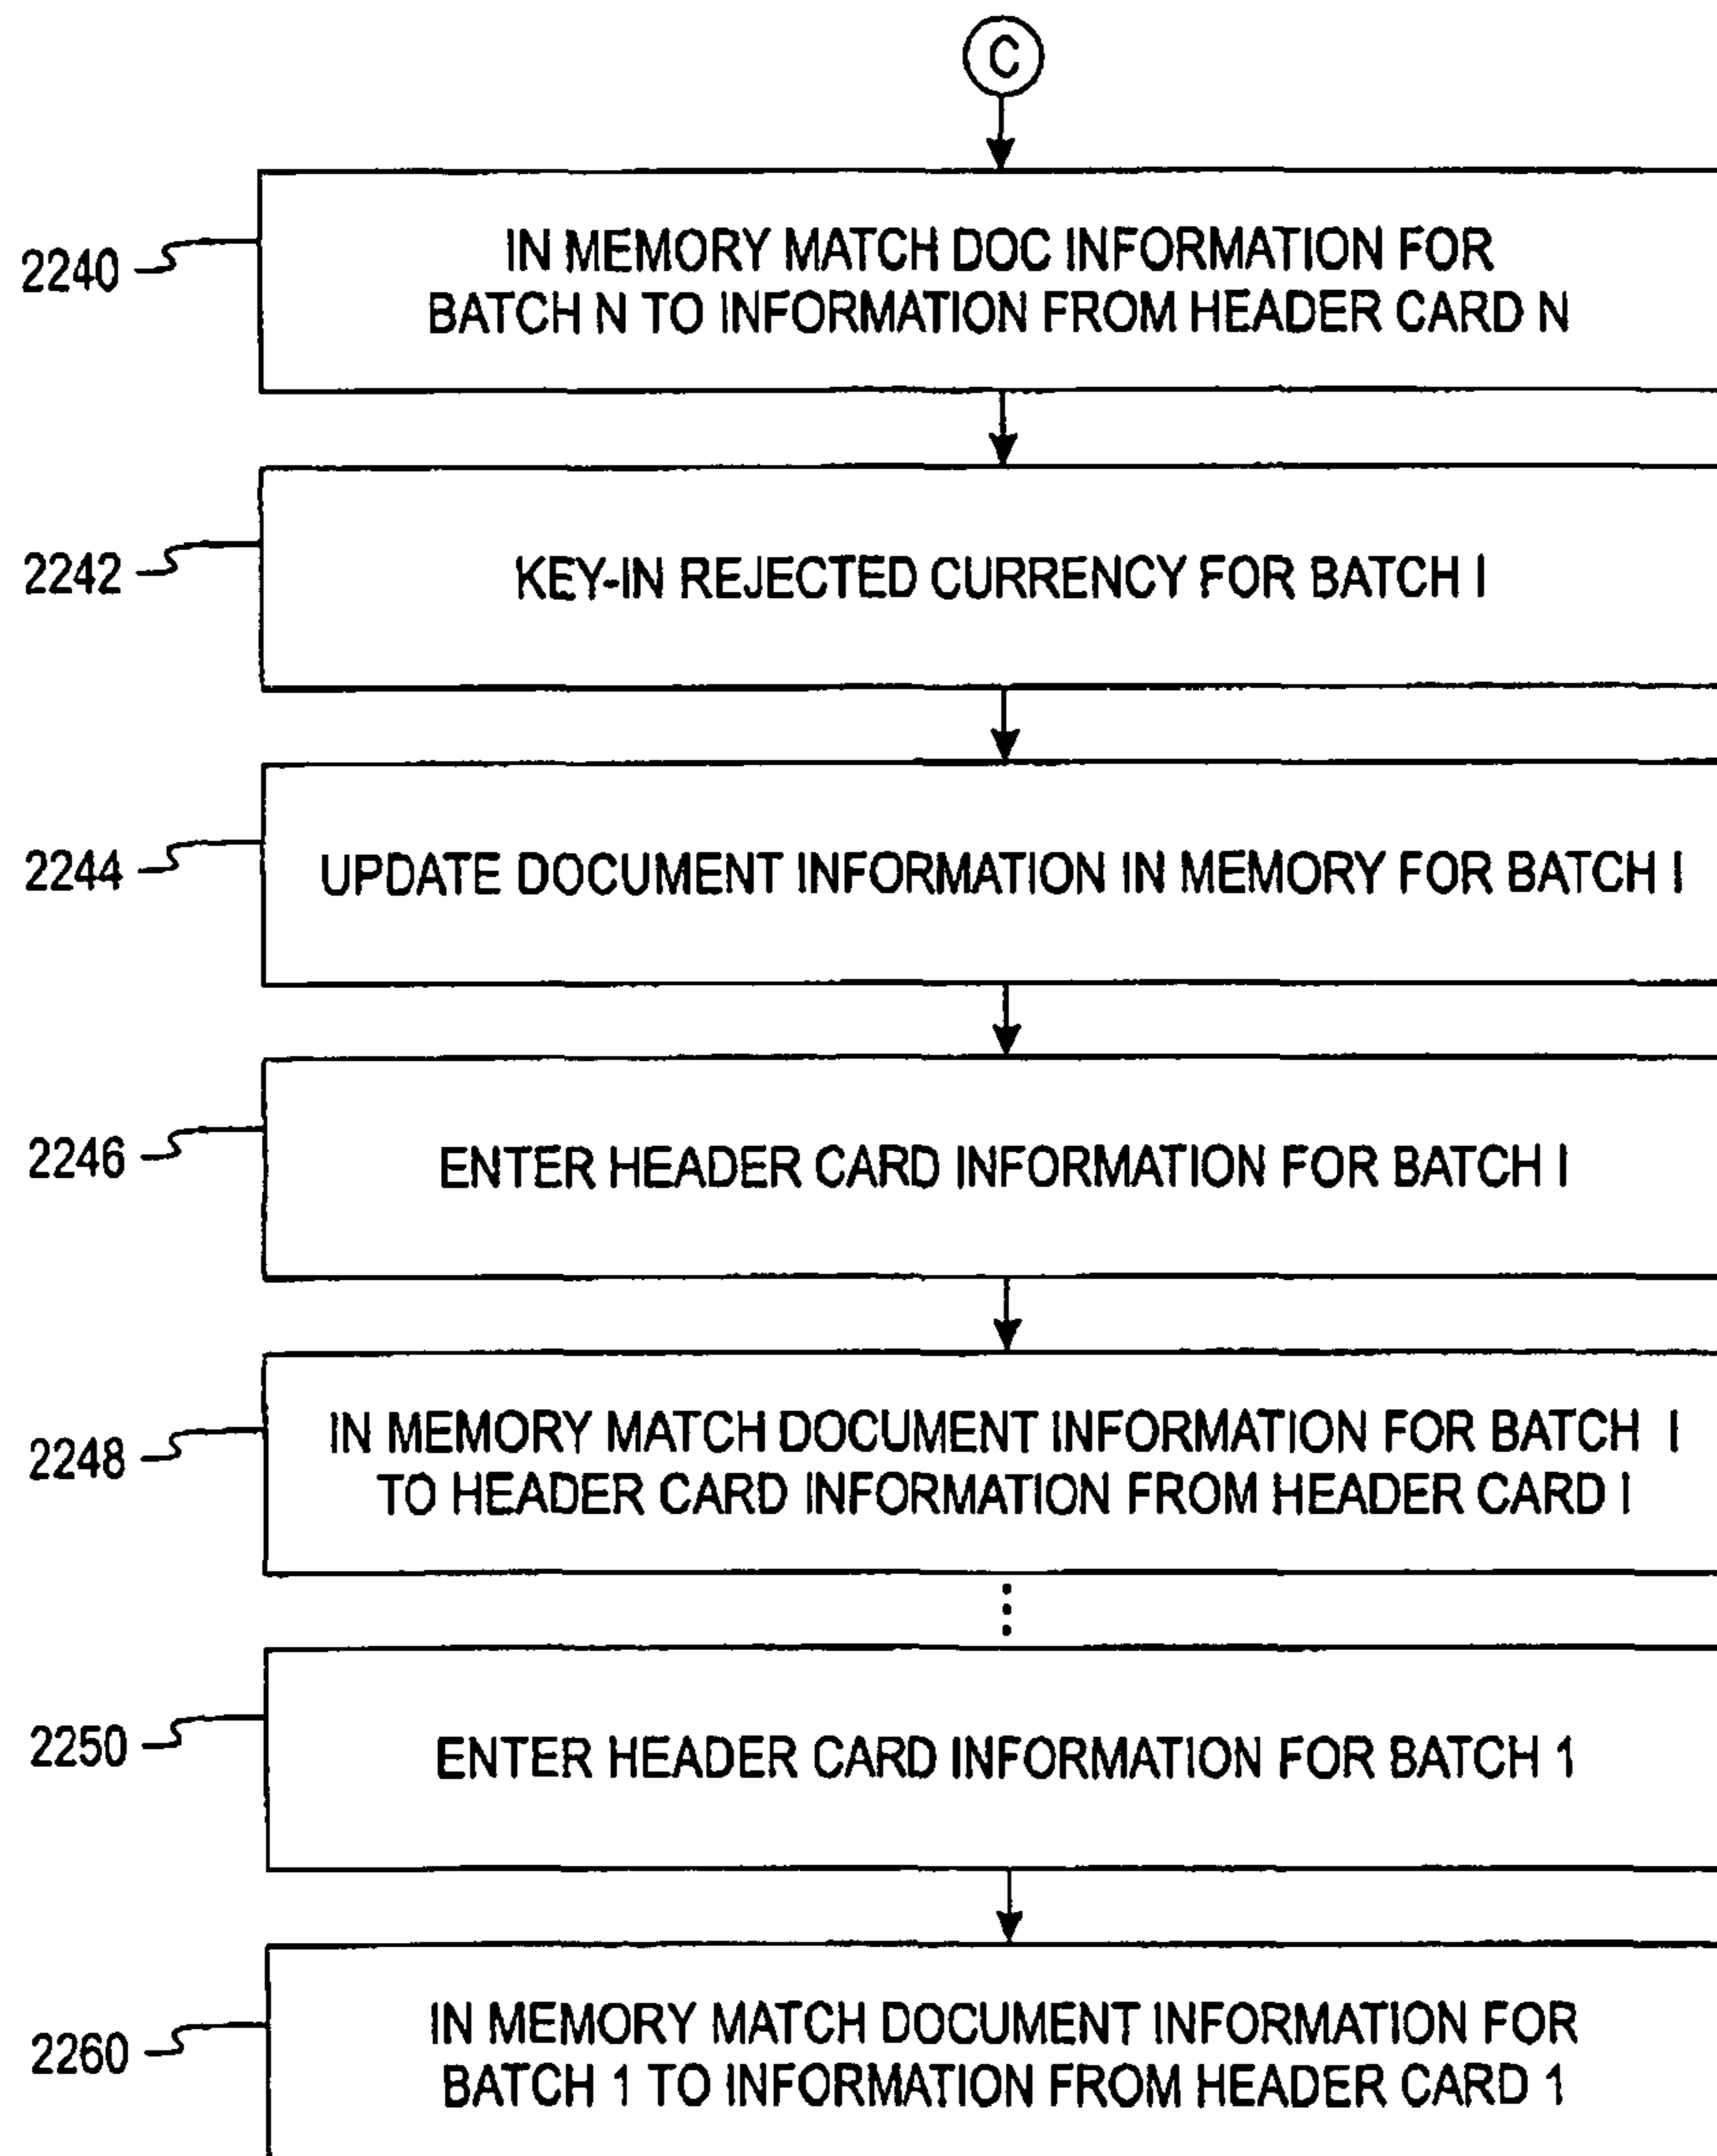 C
2240
IN MEMORY MATCH DOC INFORMATION FOR
BATCH N TO INFORMATION FROM HEADER CARD N
2242
KEY-IN REJECTED CURRENCY FOR BATCH I
2244
UPDATE DOCUMENT INFORMATION IN MEMORY FOR BATCH I
2246
ENTER HEADER CARD INFORMATION FOR BATCH I
2248
IN MEMORY MATCH DOCUMENT INFORMATION FOR BATCH I
TO HEADER CARD INFORMATION FROM HEADER CARD I
2250
ENTER HEADER CARD INFORMATION FOR BATCH 1
2260
IN MEMORY MATCH DOCUMENT INFORMATION FOR
BATCH 1 TO INFORMATION FROM HEADER CARD 1